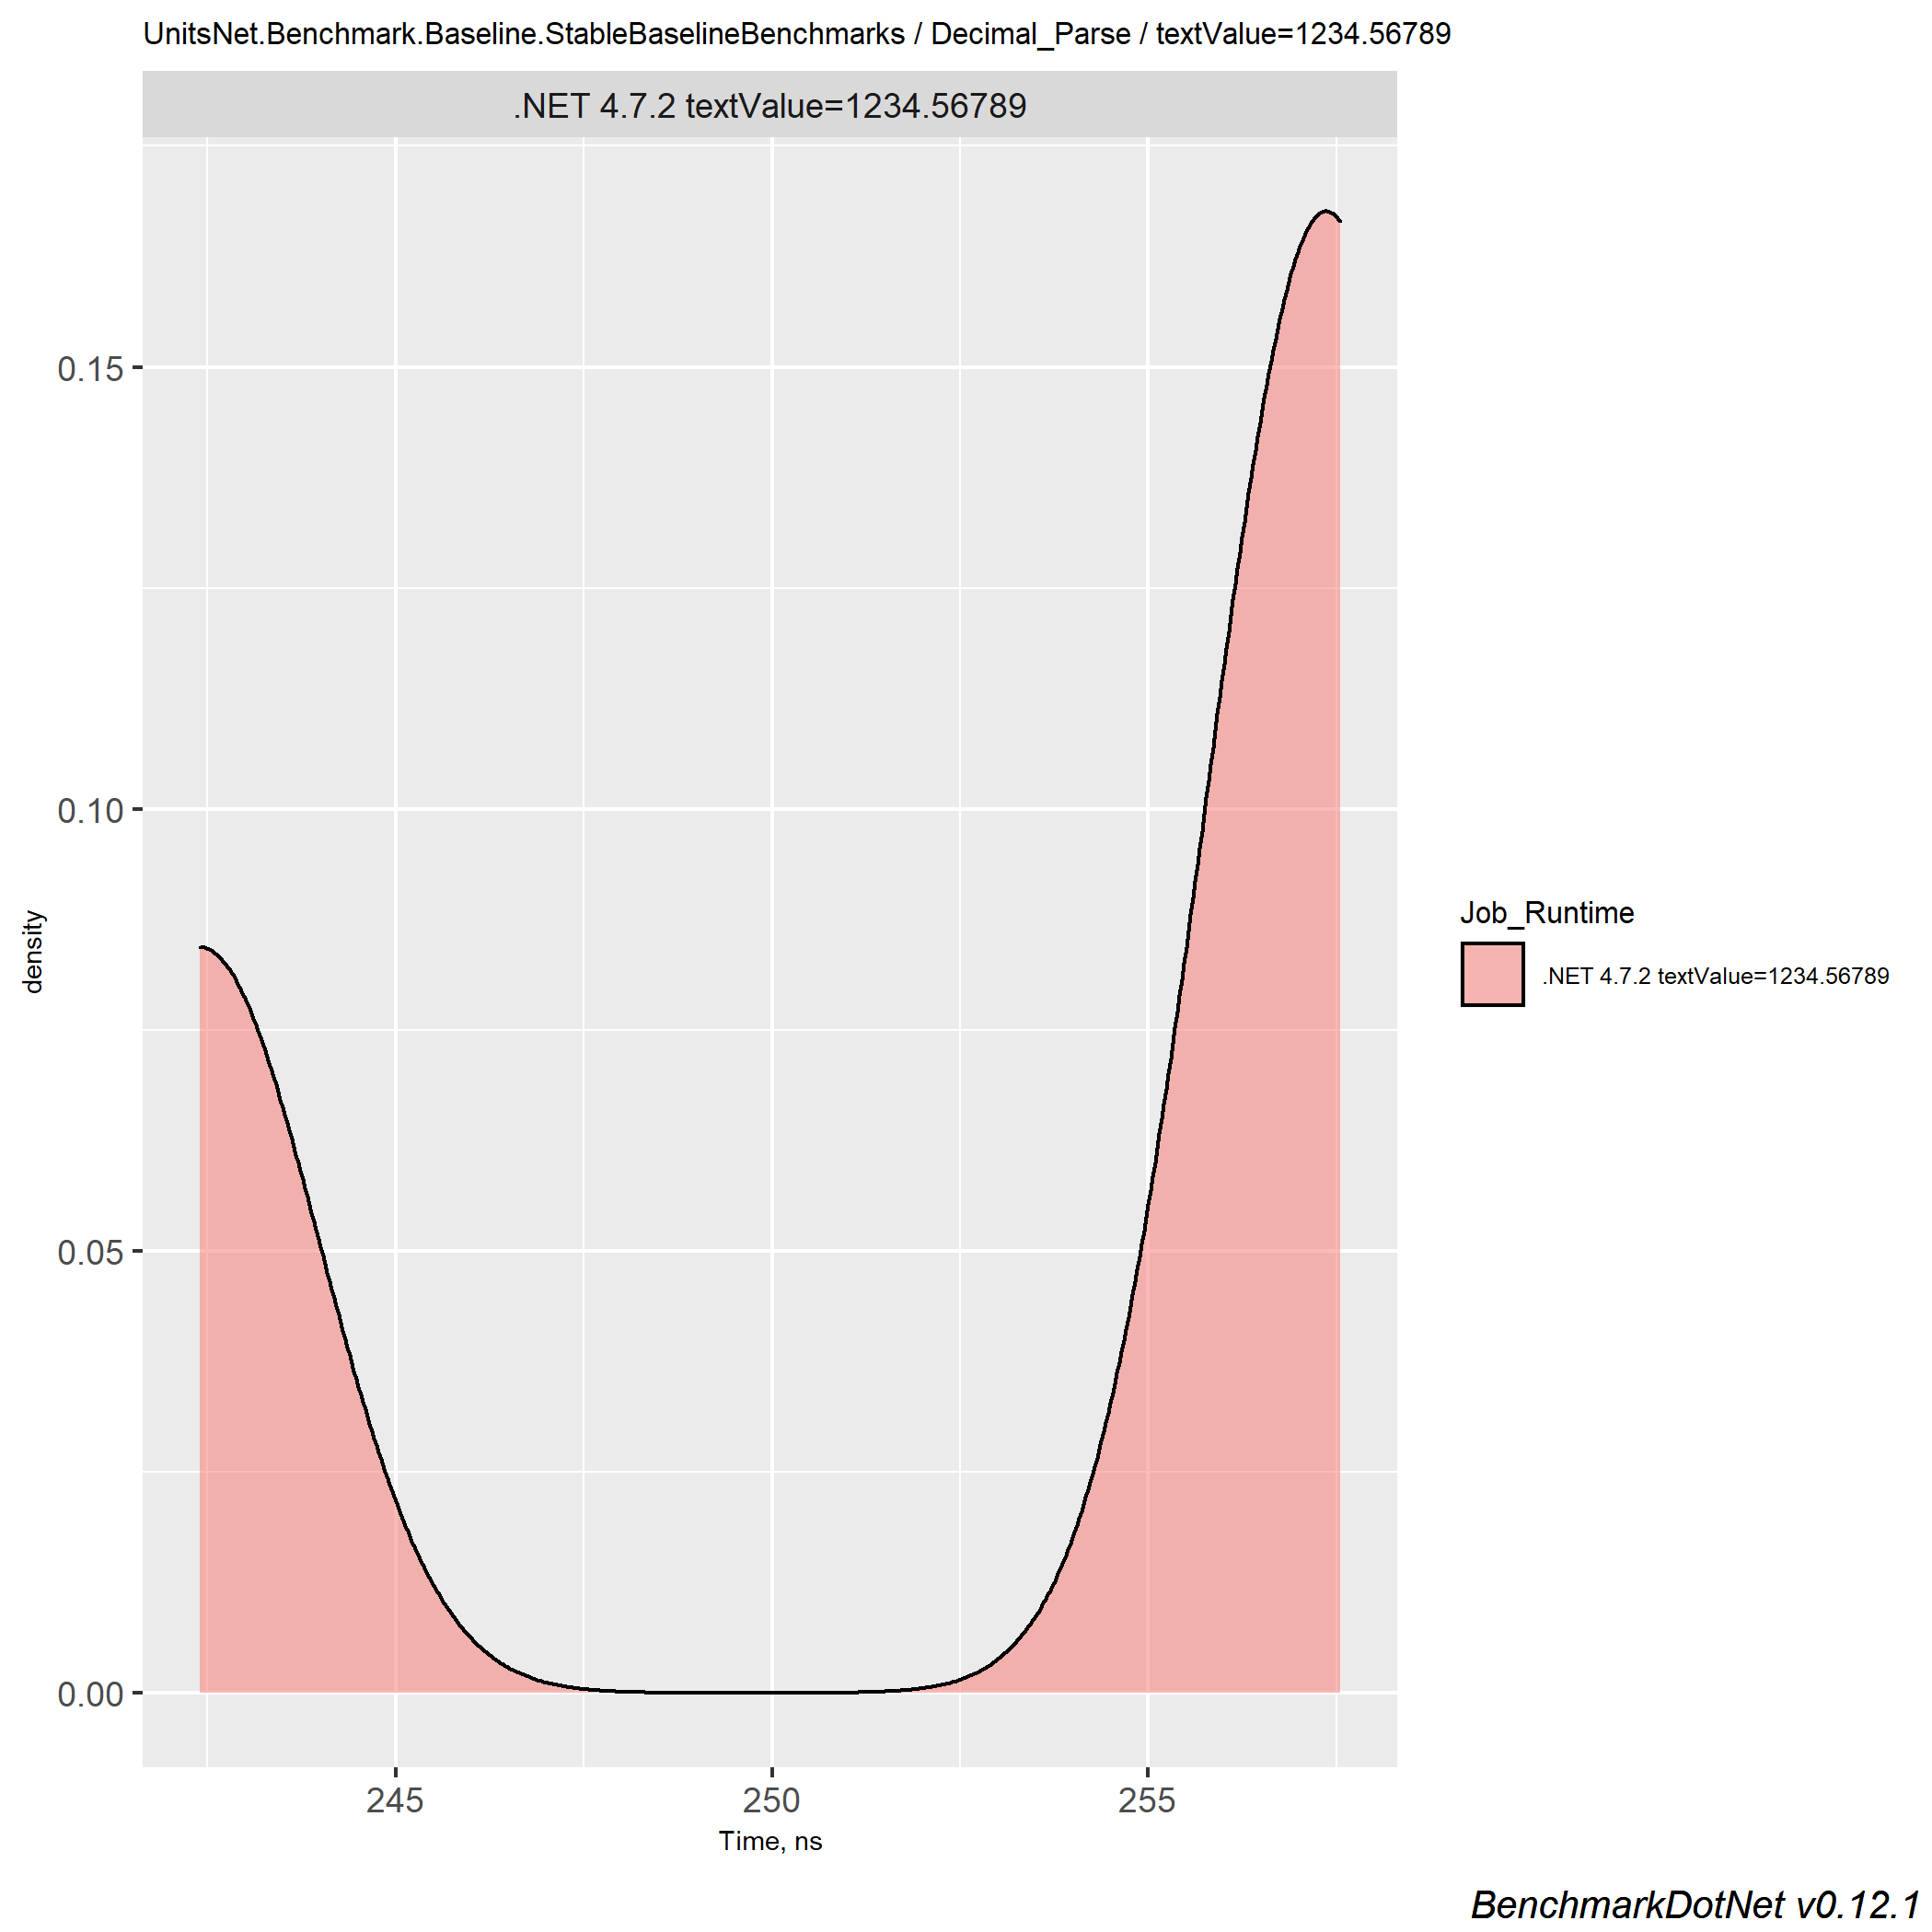 UnitsNet.Benchmark.Baseline.StableBaselineBenchmarks / Decimal_Parse / textValue=1234.56789
.NET 4.7.2 textValue=1234.56789
0.15
0.10
0.05
0.00
density
245 250 255
Time, ns
Job_Runtime
.NET 4.7.2 textValue=1234.56789
BenchmarkDotNet v0.12.1